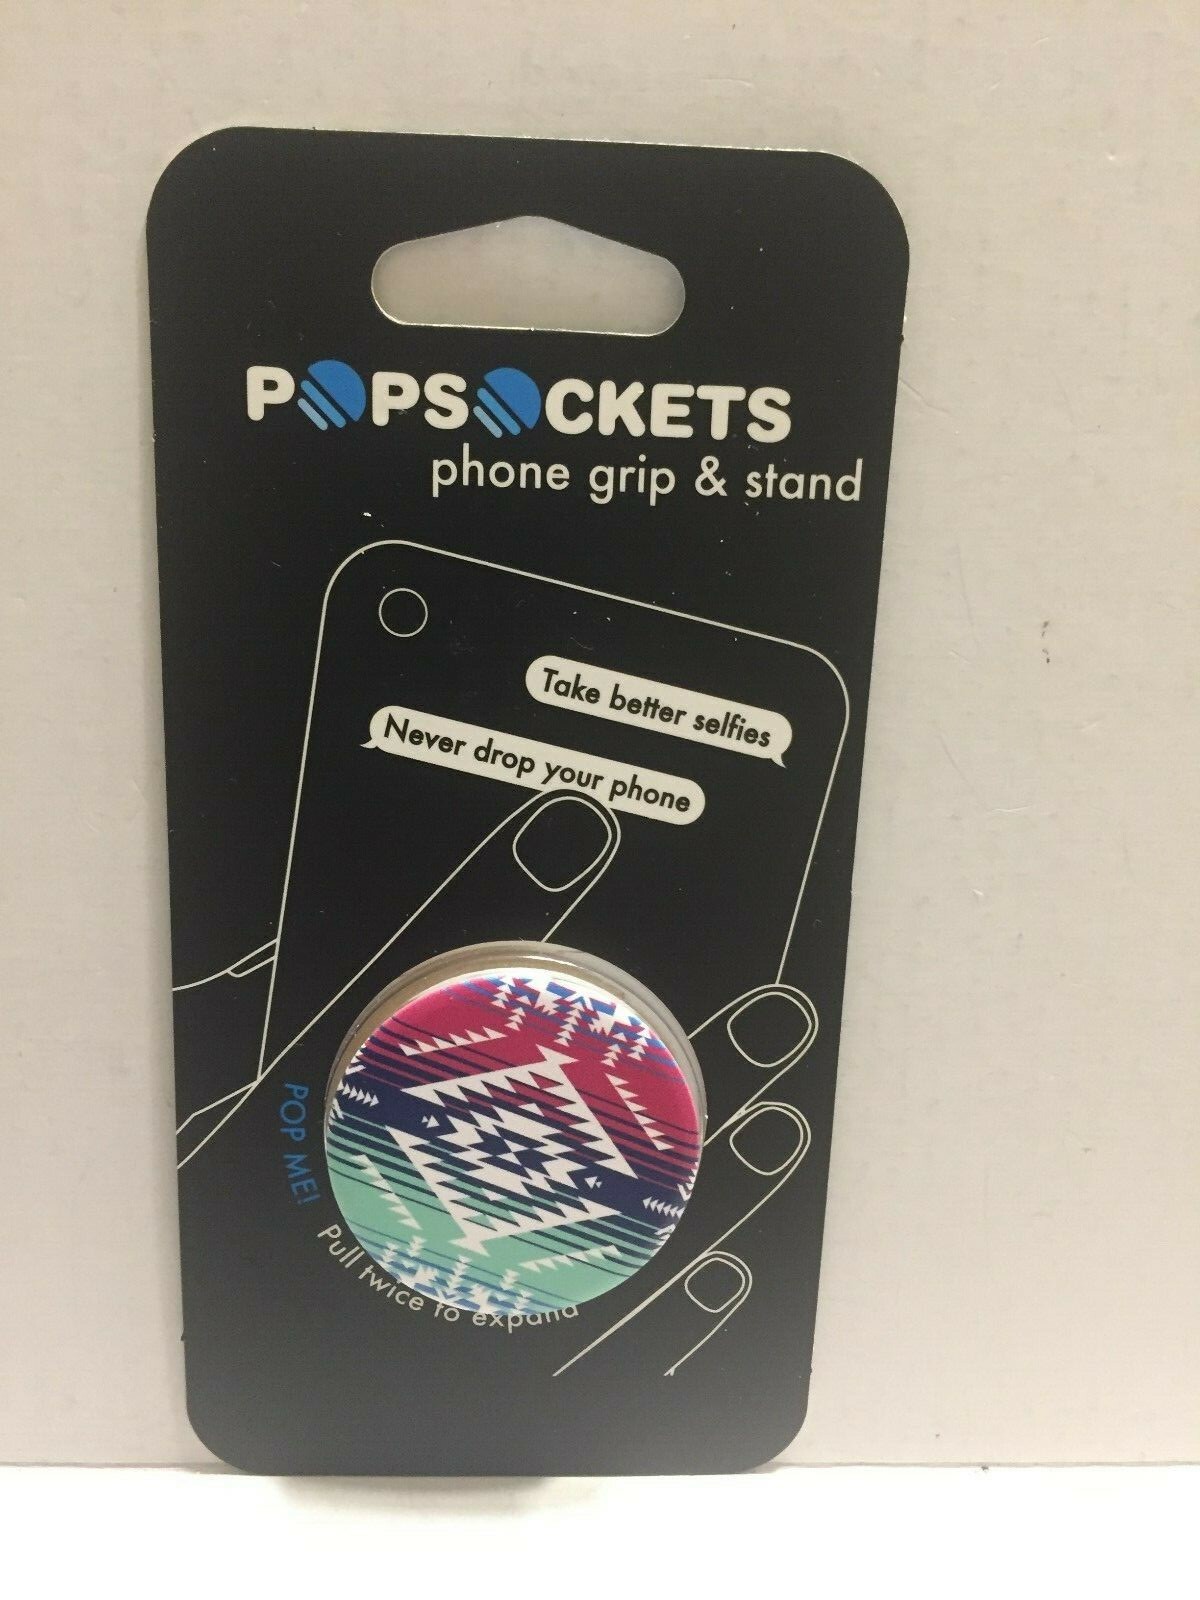 POPSOCKETS
phone grip & stand
Take better selfies
Never drop your phone
POP ME!
Pull twice to expand